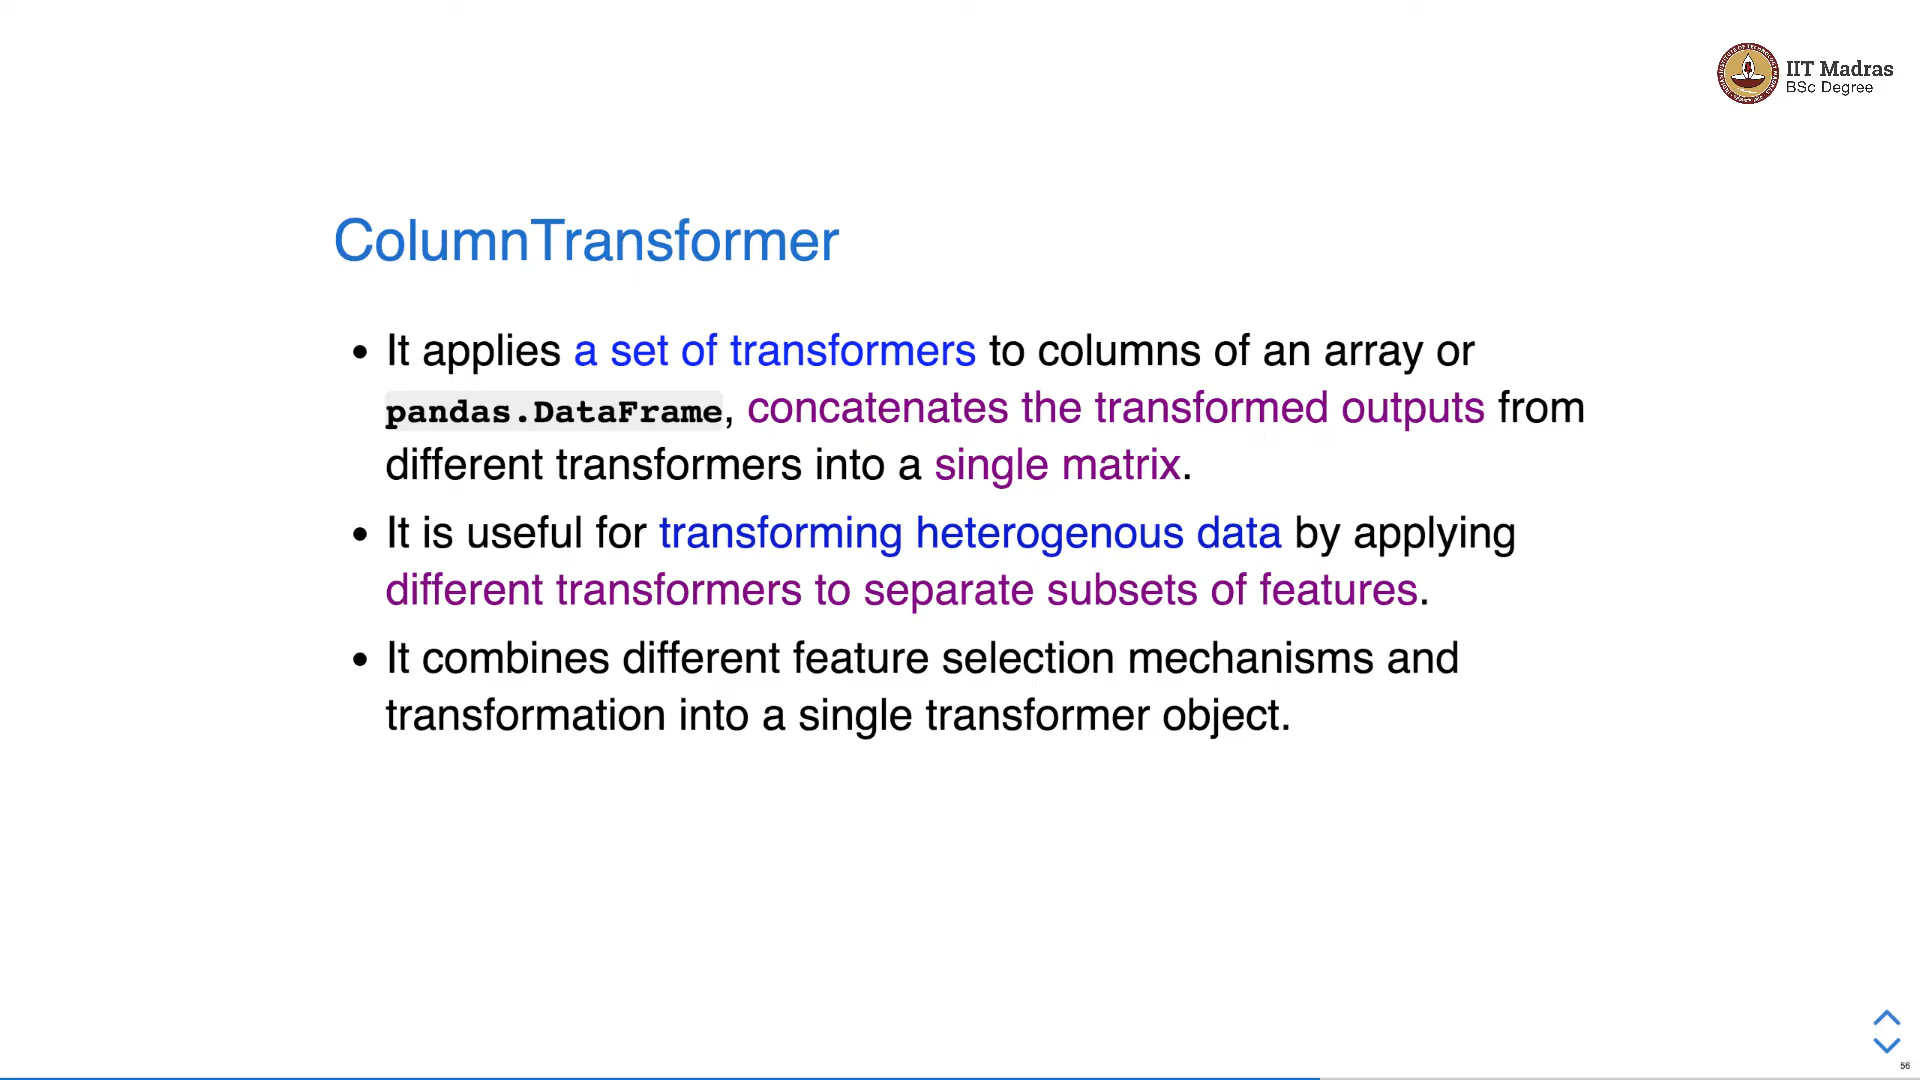 IIT Madras
BSc Degree
ColumnTransformer
• It applies a set of transformers to columns of an array or
pandas.DataFrame, concatenates the transformed outputs from
different transformers into a single matrix.
• It is useful for transforming heterogenous data by applying
different transformers to separate subsets of features.
• It combines different feature selection mechanisms and
transformation into a single transformer object.
56